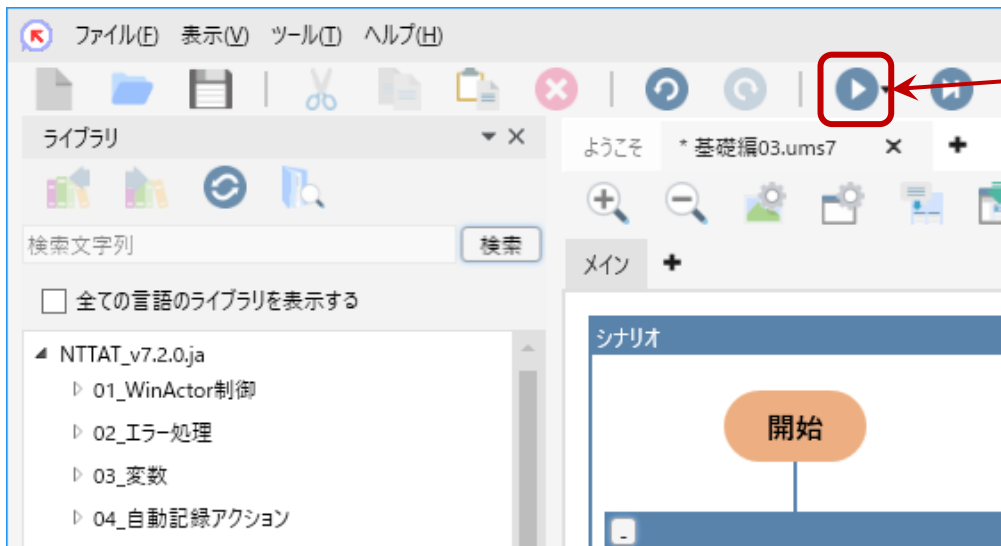 ファイル(F) 表示(V) ツール(T) ヘルプ(H)
ライブラリ
ようこそ * 基礎編03.ums7
検索文字列 検索
メイン
全ての言語のライブラリを表示する
シナリオ
NTTAT_v7.2.0.ja
01_WinActor制御
02_エラー処理
03_変数
04_自動記録アクション
開始
-